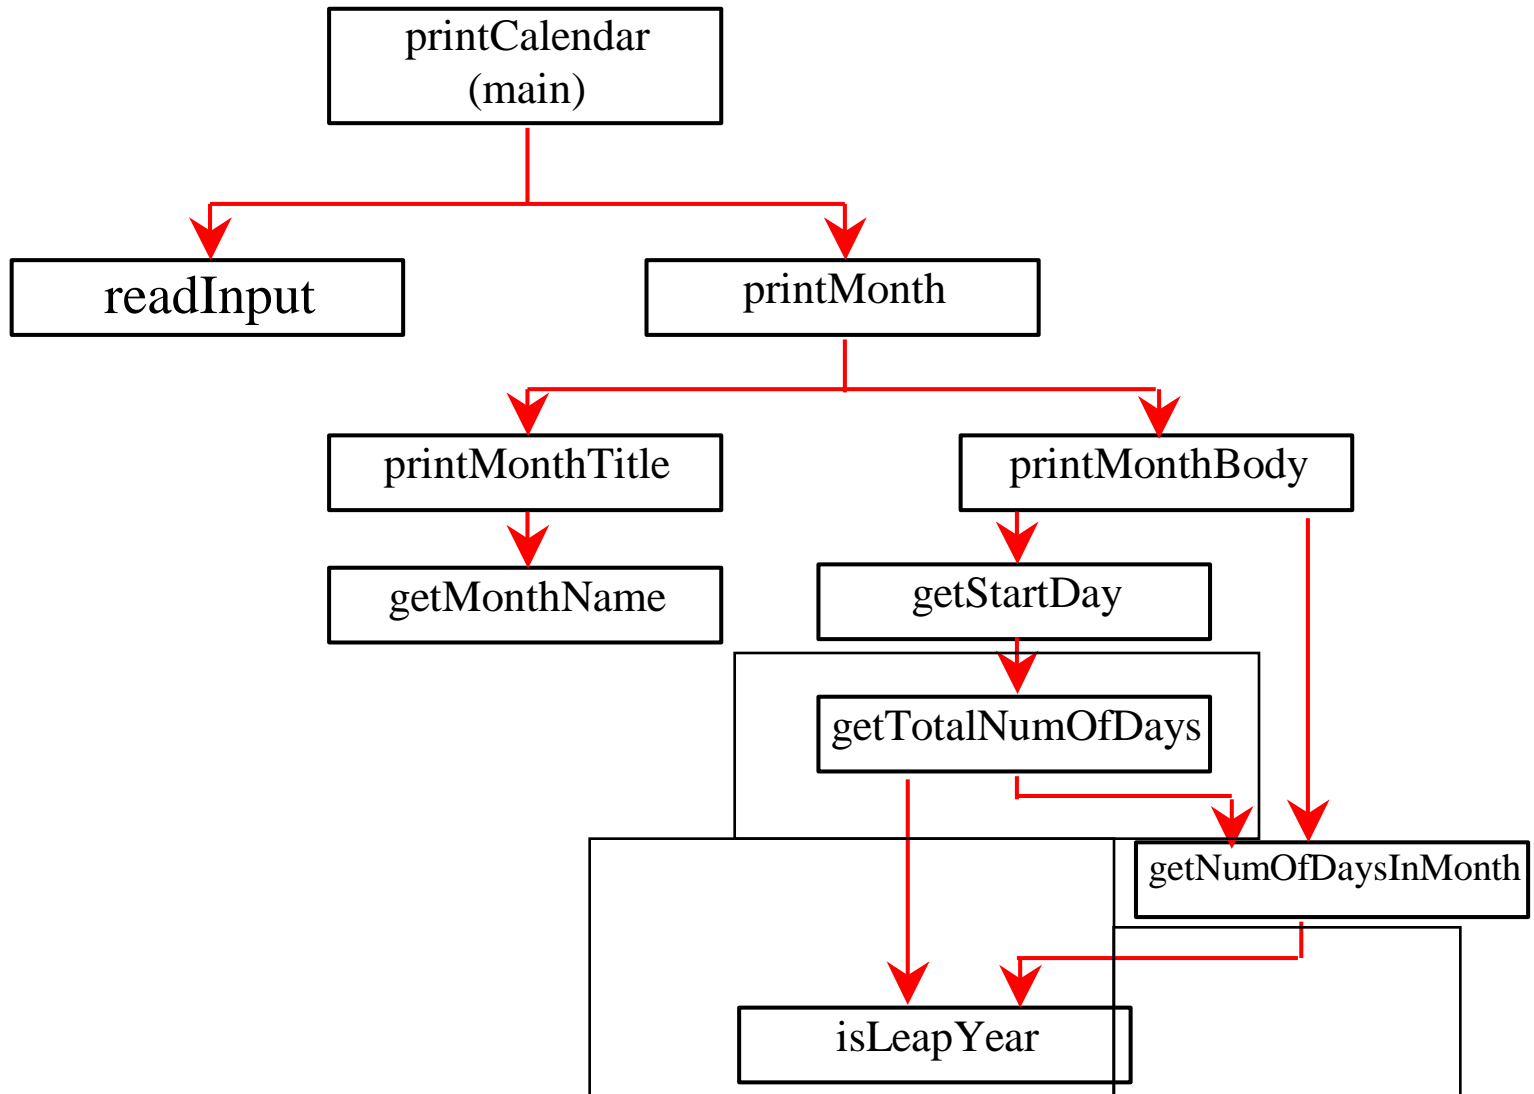 printCalendar
(main)
readInput
printMonth
printMonthTitle
printMonthBody
getMonthName
getStartDay
getTotalNumOfDays
getNumOfDaysInMonth
isLeapYear